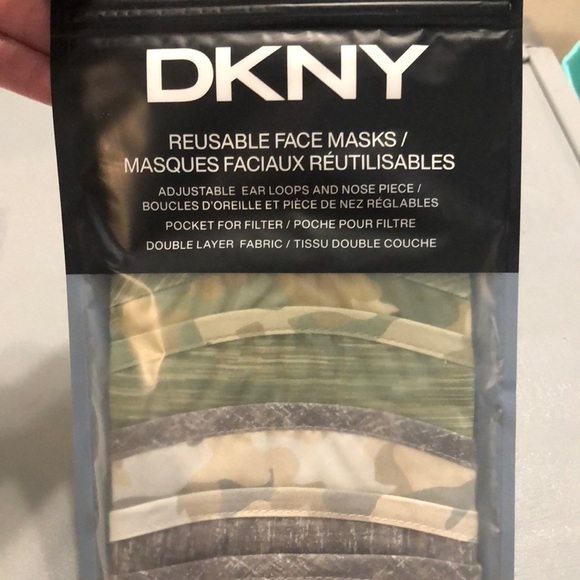 DKNY
REUSABLE FACE MASKS /
MASQUES FACIAUX RÉUTILISABLES
ADJUSTABLE EAR LOOPS AND NOSE PIECE /
BOUCLES D'OREILLE ET PIÈCE DE NEZ RÉGLABLES
POCKET FOR FILTER / POCHE POUR FILTRE
DOUBLE LAYER FABRIC / TISSU DOUBLE COUCHE